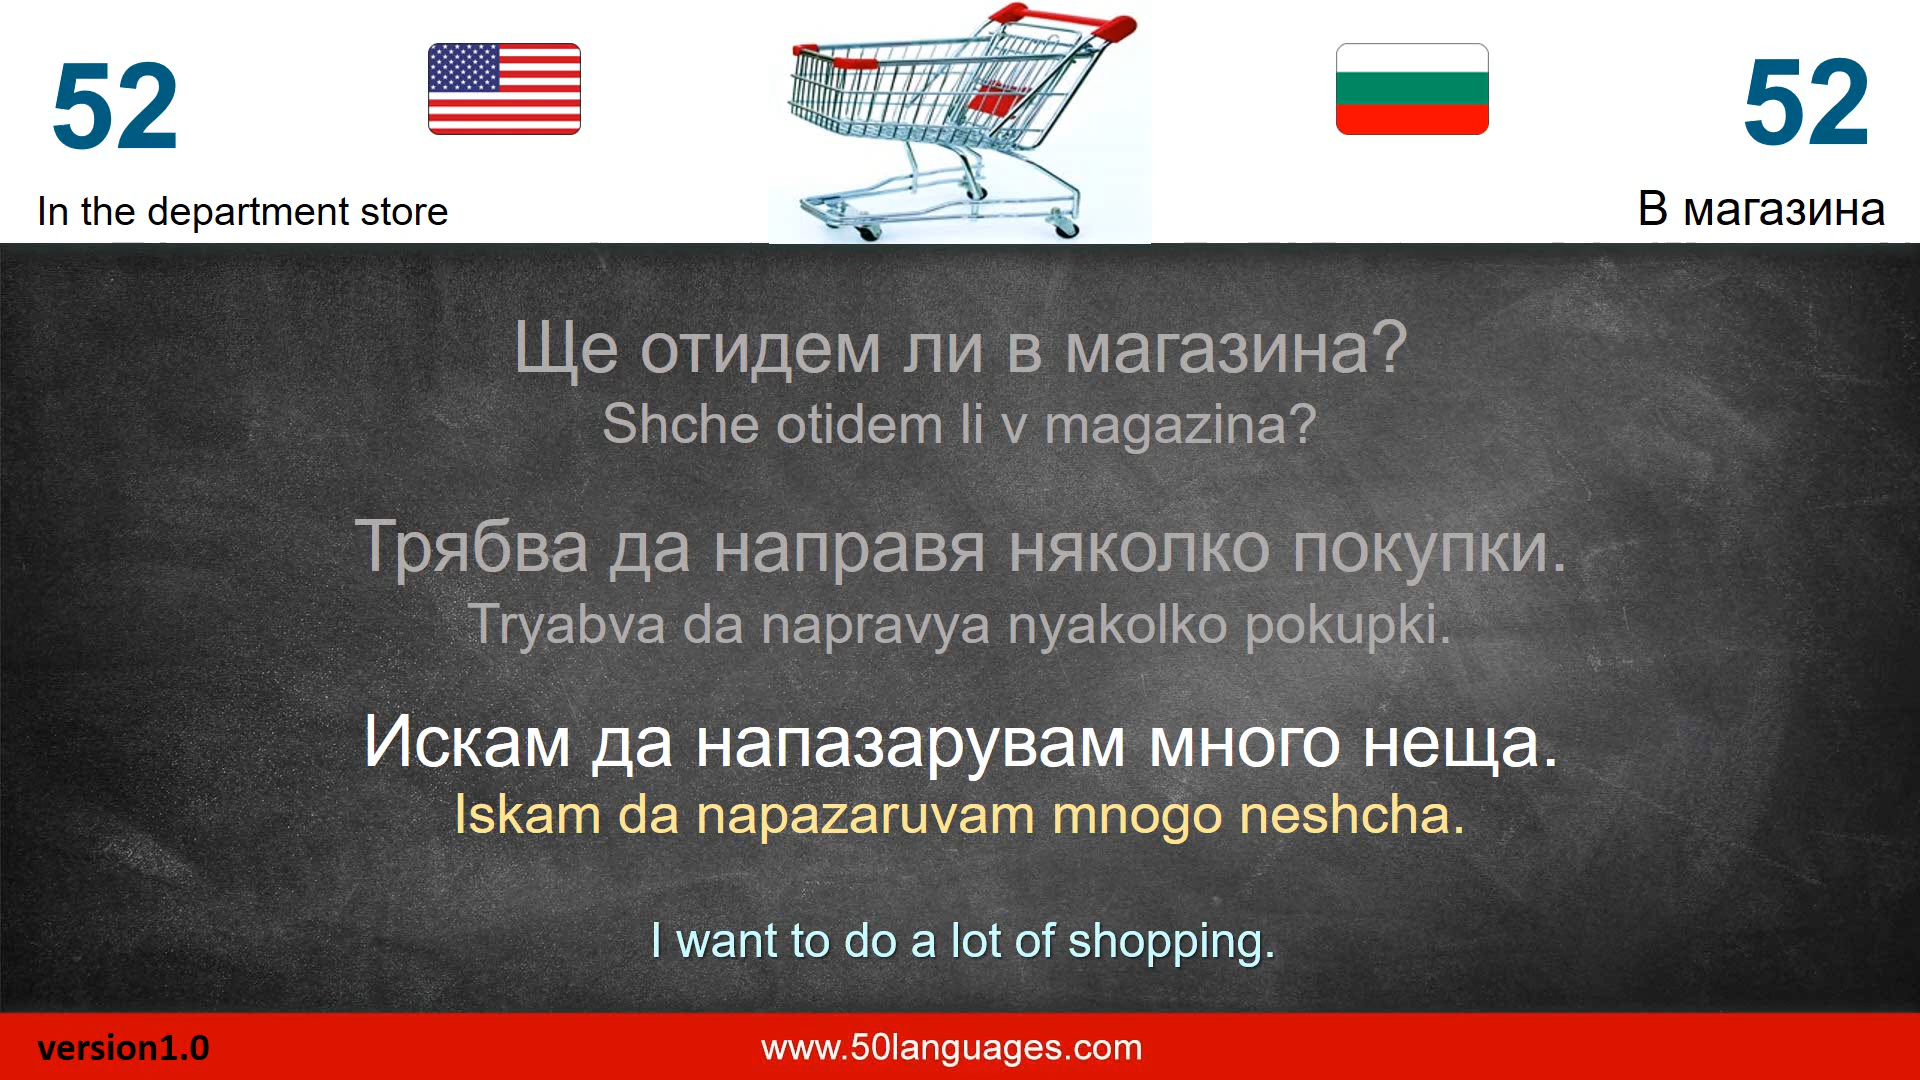 52
52
In the department store
В магазина
Ще отидем ли в магазина?
Shche otidem li v magazina?
Трябва да направя няколко покупки.
Tryabva da napravya nyakolko pokupki.
Искам да напазарувам много неща.
Iskam da napazaruvam mnogo neshcha.
I want to do a lot of shopping.
version1.0
www.50languages.com